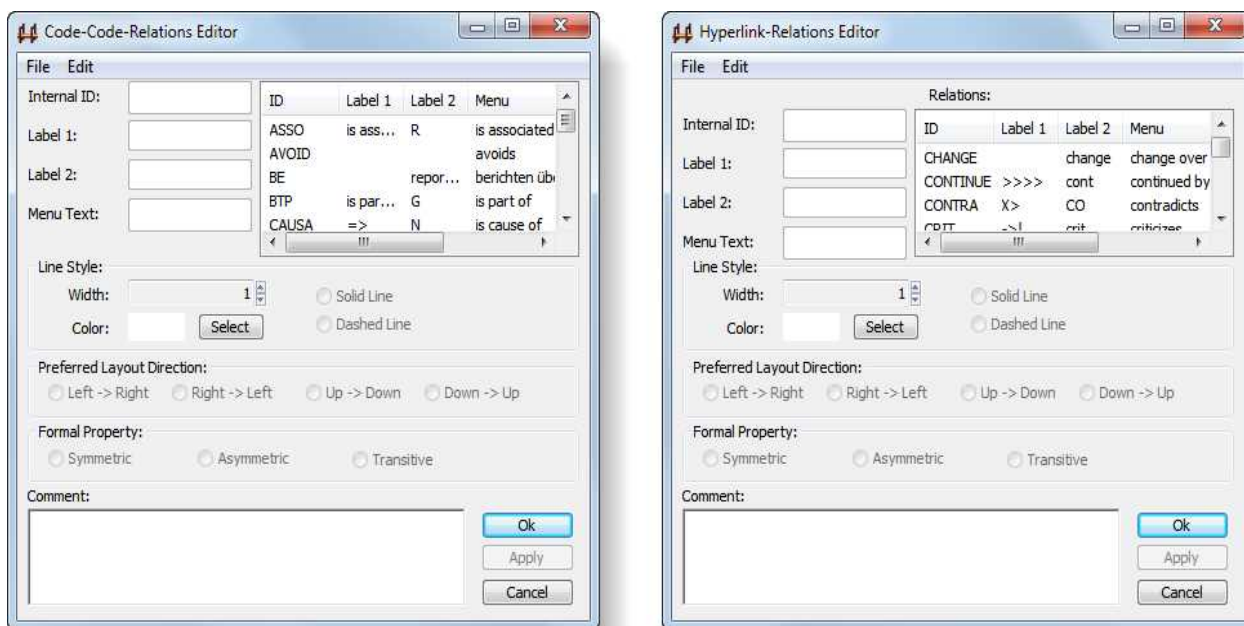 Code-Code-Relations Editor
File Edit
Internal ID:
Label 1:
Label 2:
Menu Text:
ID Label 1 Label 2 Menu
ASSO is ass... R is associated
AVOID avoids
BE repor... berichten üb
BTP is par... G is part of
CAUSA => N is cause of
Line Style:
Width: 1 Solid Line
Color: Select Dashed Line
Preferred Layout Direction:
Left -> Right Right -> Left Up -> Down Down -> Up
Formal Property:
Symmetric Asymmetric Transitive
Comment:
Ok
Apply
Cancel
Hyperlink-Relations Editor
File Edit
Relations:
Internal ID:
Label 1:
Label 2:
Menu Text:
ID Label 1 Label 2 Menu
CHANGE change change over
CONTINUE >>>> cont continued by
CONTRA X> CO contradicts
CRIT ->! crit criticizes
Line Style:
Width: 1 Solid Line
Color: Select Dashed Line
Preferred Layout Direction:
Left -> Right Right -> Left Up -> Down Down -> Up
Formal Property:
Symmetric Asymmetric Transitive
Comment:
Ok
Apply
Cancel